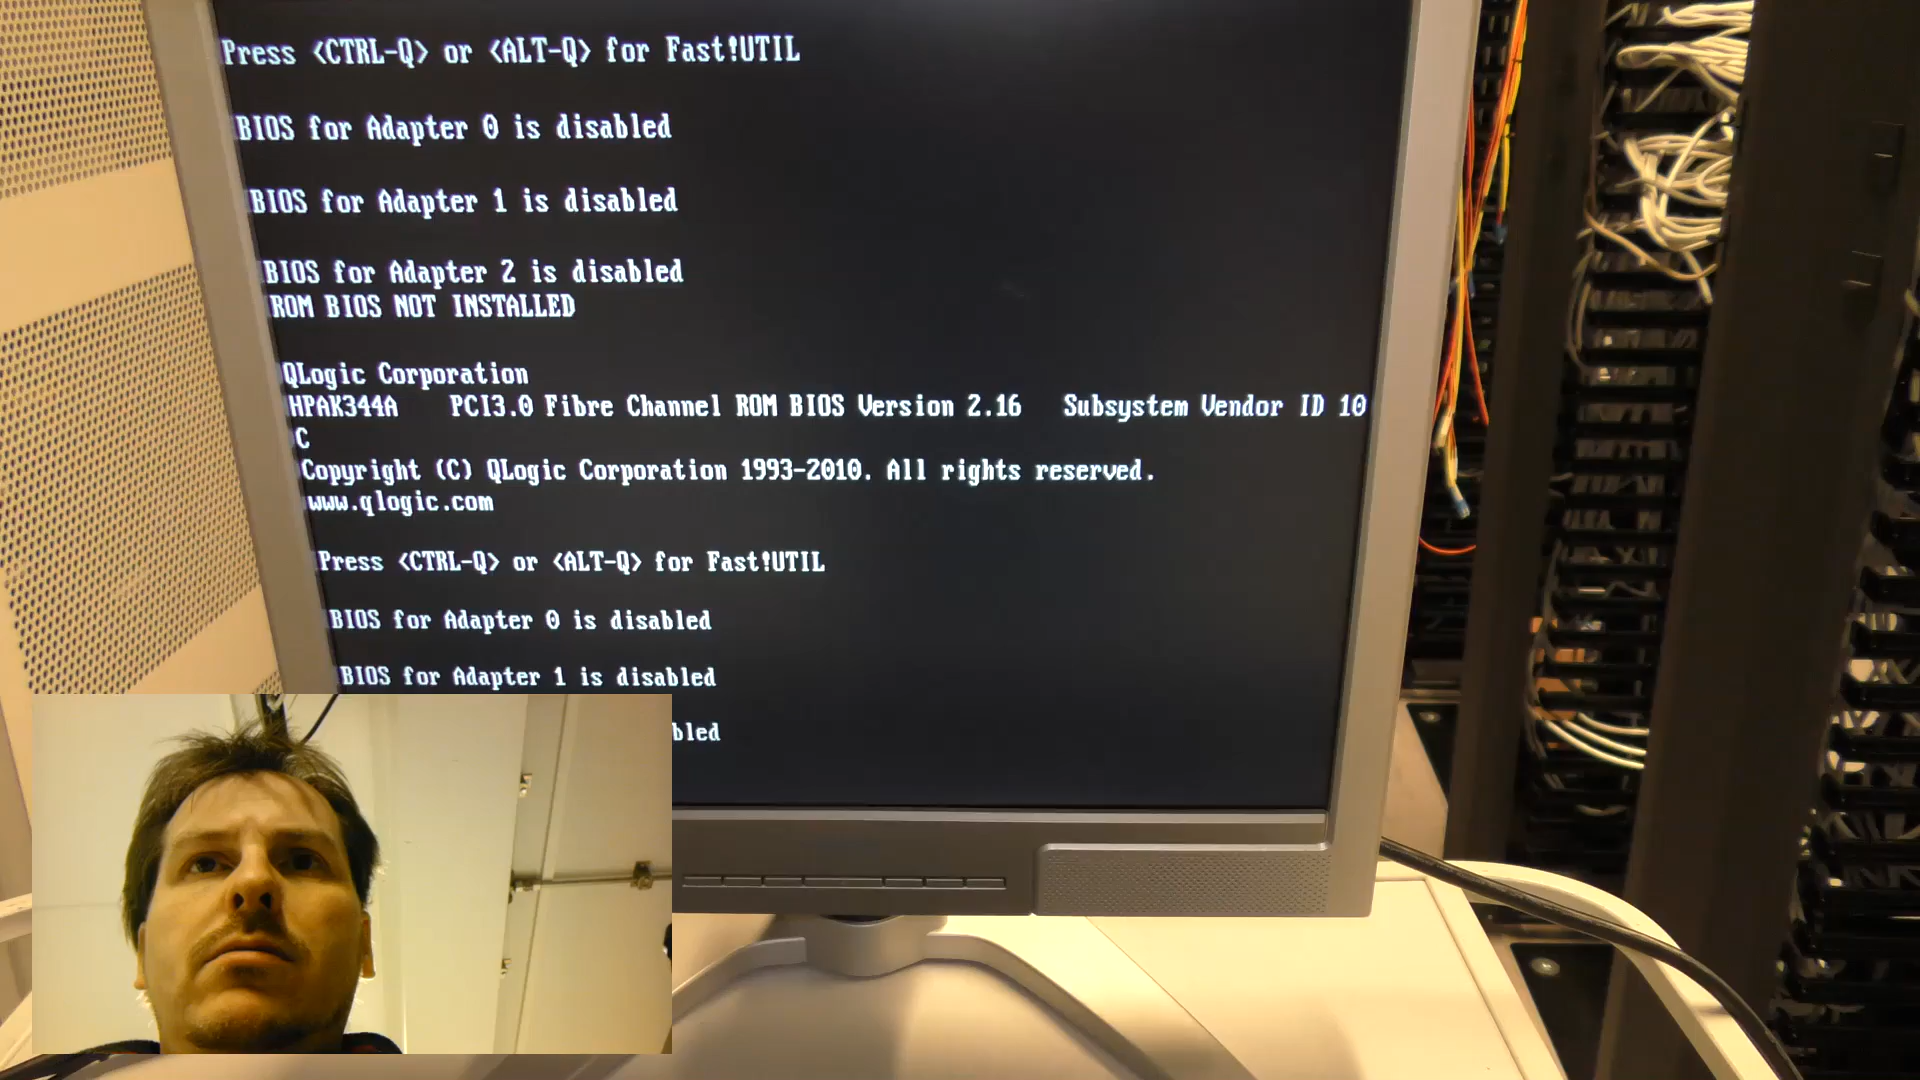 Press <CTRL-Q> or <ALT-Q> for Fast!UTIL
BIOS for Adapter 0 is disabled
BIOS for Adapter 1 is disabled
BIOS for Adapter 2 is disabled
ROM BIOS NOT INSTALLED
QLogic Corporation
HPAK344A PCI3.0 Fibre Channel ROM BIOS Version 2.16 Subsystem Vendor ID 10
C
Copyright (C) QLogic Corporation 1993-2010. All rights reserved.
www.qlogic.com
Press <CTRL-Q> or <ALT-Q> for Fast!UTIL
BIOS for Adapter 0 is disabled
BIOS for Adapter 1 is disabled
bled